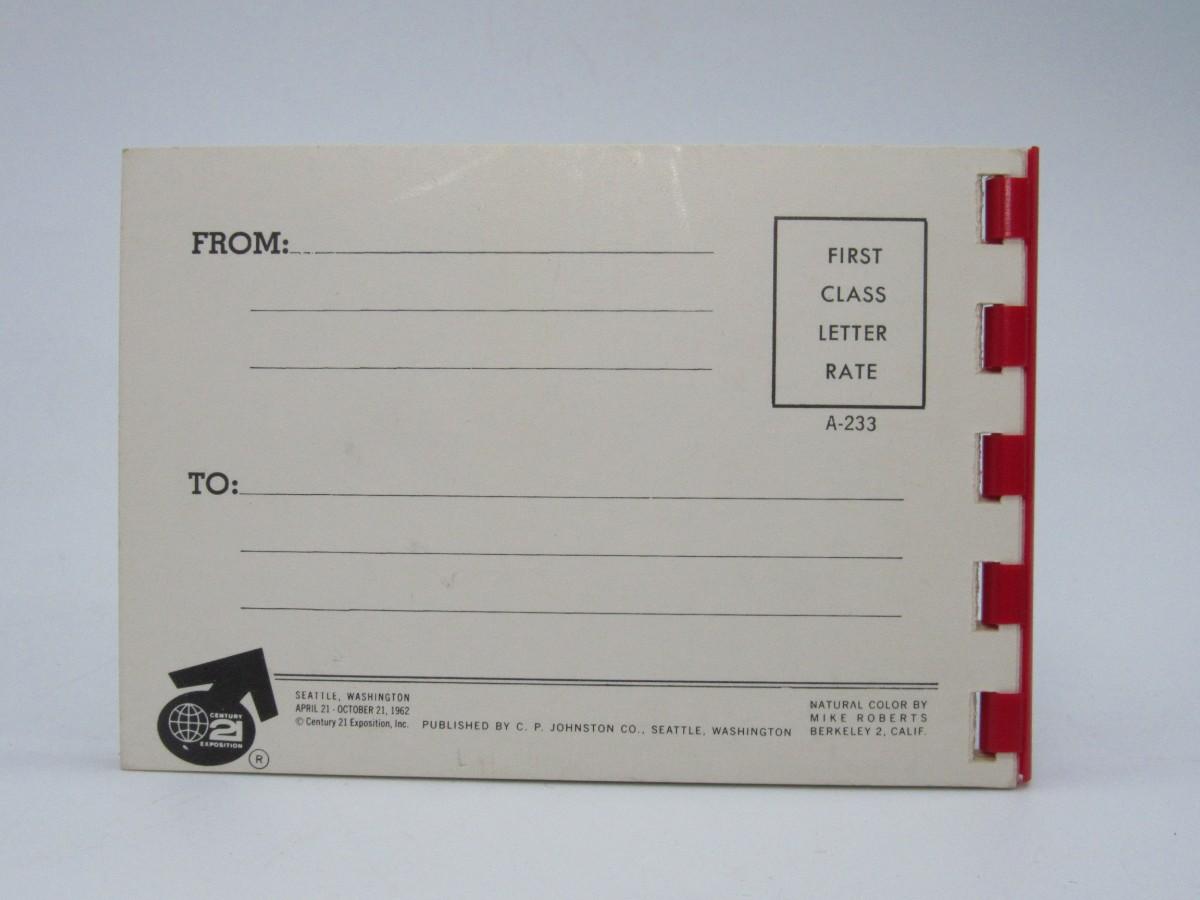 FROM:
FIRST
CLASS
LETTER
RATE
A-233
TO:
CENTURY
21
EXPOSITION
®
SEATTLE, WASHINGTON
APRIL 21 - OCTOBER 21, 1962
© Century 21 Exposition, Inc.
PUBLISHED BY C. P. JOHNSTON CO., SEATTLE, WASHINGTON
NATURAL COLOR BY
MIKE ROBERTS
BERKELEY 2, CALIF.